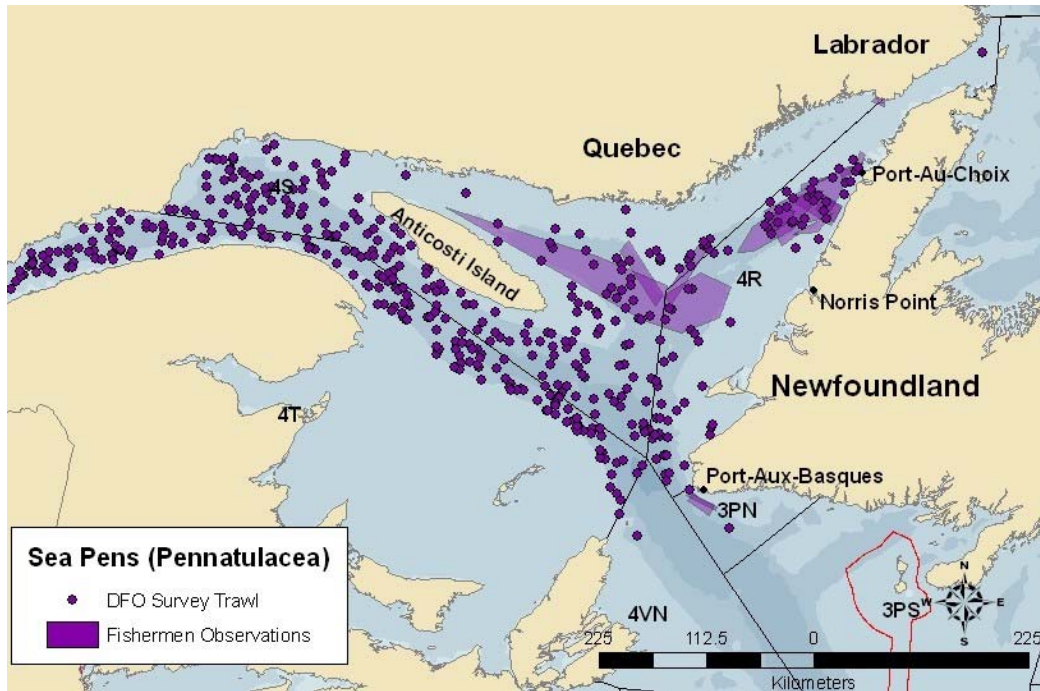 Labrador
Quebec
Port-Au-Choix
4S
Anticosti Island
4R
Norris Point
Newfoundland
4T
Port-Aux-Basques
3PN
Sea Pens (Pennatulacea)
DFO Survey Trawl
Fishermen Observations
4VN
3PS
N
W
E
S
225
112.5
0
225
Kilometers